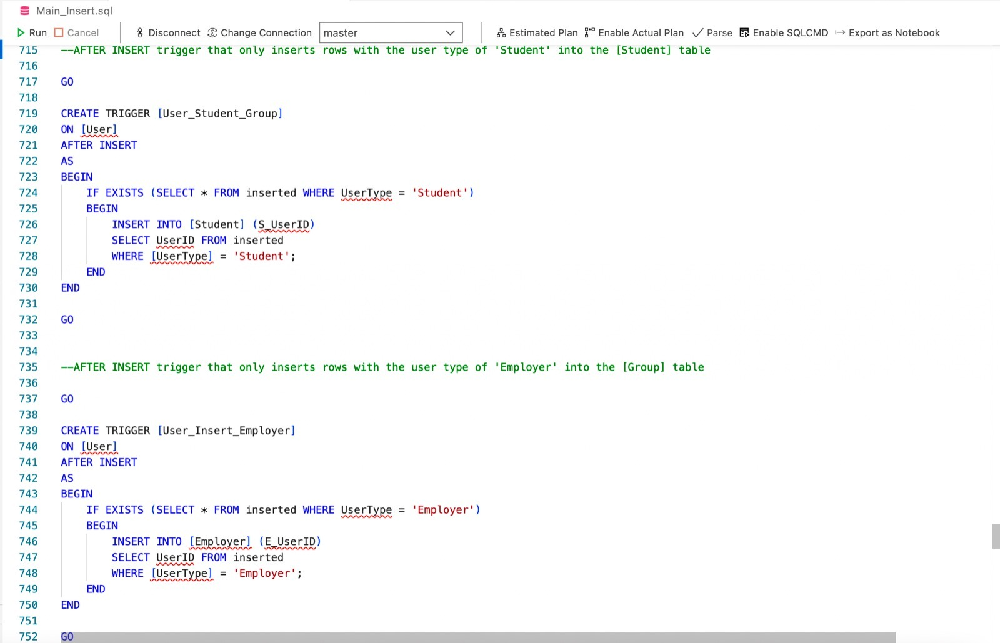 Main_Insert.sql
Run Cancel Disconnect Change Connection master Estimated Plan Enable Actual Plan Parse Enable SQLCMD Export as Notebook
715 --AFTER INSERT trigger that only inserts rows with the user type of 'Student' into the [Student] table
716
717 GO
718
719 CREATE TRIGGER [User_Student_Group]
720 ON [User]
721 AFTER INSERT
722 AS
723 BEGIN
724 IF EXISTS (SELECT * FROM inserted WHERE UserType = 'Student')
725 BEGIN
726 INSERT INTO [Student] (S_UserID)
727 SELECT UserID FROM inserted
728 WHERE [UserType] = 'Student';
729 END
730 END
731
732 GO
733
734
735 --AFTER INSERT trigger that only inserts rows with the user type of 'Employer' into the [Group] table
736
737 GO
738
739 CREATE TRIGGER [User_Insert_Employer]
740 ON [User]
741 AFTER INSERT
742 AS
743 BEGIN
744 IF EXISTS (SELECT * FROM inserted WHERE UserType = 'Employer')
745 BEGIN
746 INSERT INTO [Employer] (E_UserID)
747 SELECT UserID FROM inserted
748 WHERE [UserType] = 'Employer';
749 END
750 END
751
752 GO